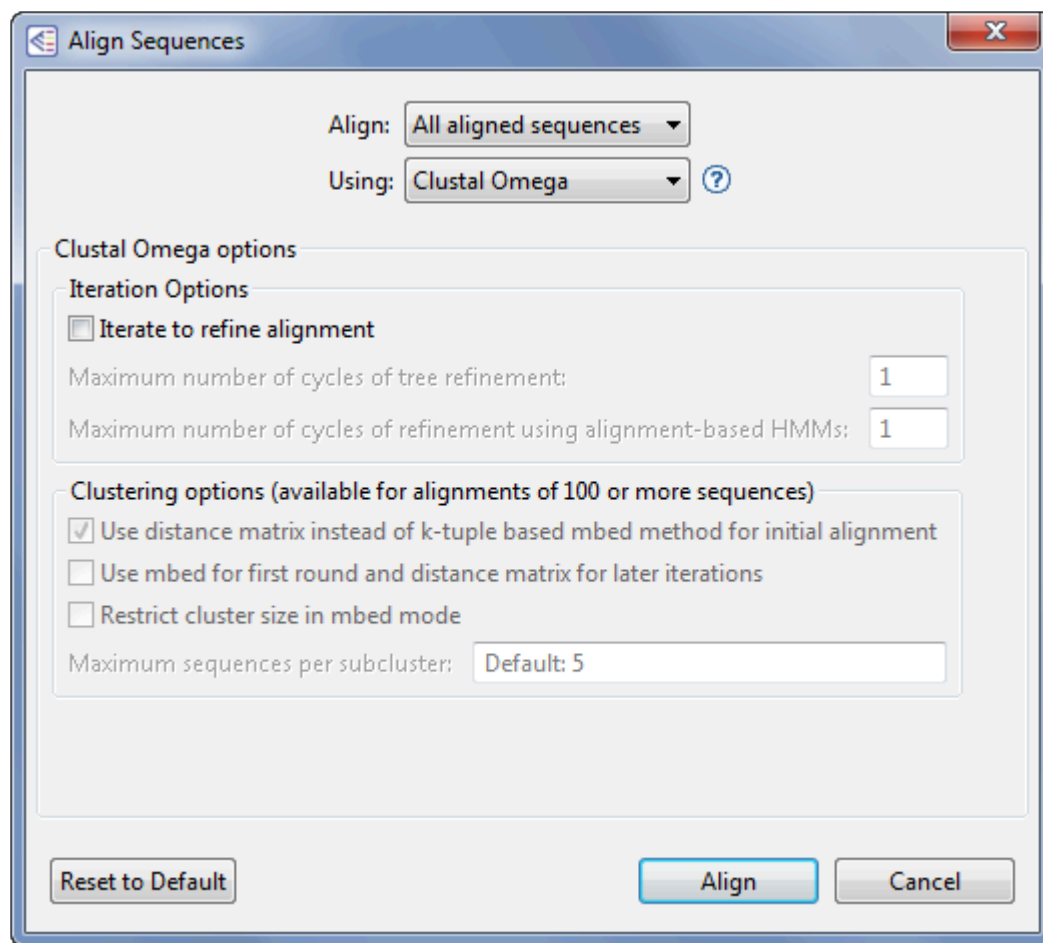 Align Sequences
Align: All aligned sequences
Using: Clustal Omega ?
Clustal Omega options
Iteration Options
Iterate to refine alignment
Maximum number of cycles of tree refinement: 1
Maximum number of cycles of refinement using alignment-based HMMs: 1
Clustering options (available for alignments of 100 or more sequences)
Use distance matrix instead of k-tuple based mbed method for initial alignment
Use mbed for first round and distance matrix for later iterations
Restrict cluster size in mbed mode
Maximum sequences per subcluster: Default: 5
Reset to Default Align Cancel